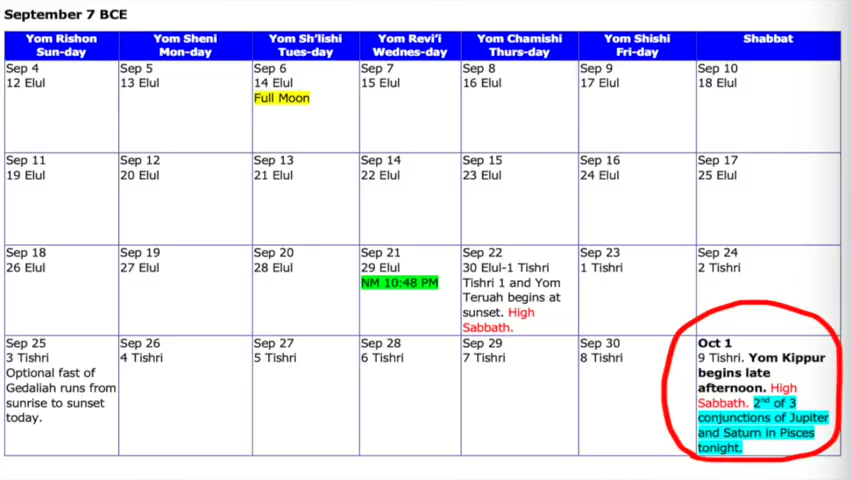 September 7 BCE
Yom Rishon
Sun-day
Yom Sheni
Mon-day
Yom Sh'lishi
Tues-day
Yom Revi'i
Wednes-day
Yom Chamishi
Thurs-day
Yom Shishi
Fri-day
Shabbat
Sep 4
12 Elul
Sep 5
13 Elul
Sep 6
14 Elul
Full Moon
Sep 7
15 Elul
Sep 8
16 Elul
Sep 9
17 Elul
Sep 10
18 Elul
Sep 11
19 Elul
Sep 12
20 Elul
Sep 13
21 Elul
Sep 14
22 Elul
Sep 15
23 Elul
Sep 16
24 Elul
Sep 17
25 Elul
Sep 18
26 Elul
Sep 19
27 Elul
Sep 20
28 Elul
Sep 21
29 Elul
NM 10:48 PM
Sep 22
30 Elul-1 Tishri
Tishri 1 and Yom
Teruah begins at
sunset. High
Sabbath.
Sep 23
1 Tishri
Sep 24
2 Tishri
Sep 25
3 Tishri
Optional fast of
Gedaliah runs from
sunrise to sunset
today.
Sep 26
4 Tishri
Sep 27
5 Tishri
Sep 28
6 Tishri
Sep 29
7 Tishri
Sep 30
8 Tishri
Oct 1
9 Tishri. Yom Kippur
begins late
afternoon. High
Sabbath. 2nd of 3
conjunctions of Jupiter
and Saturn in Pisces
tonight.